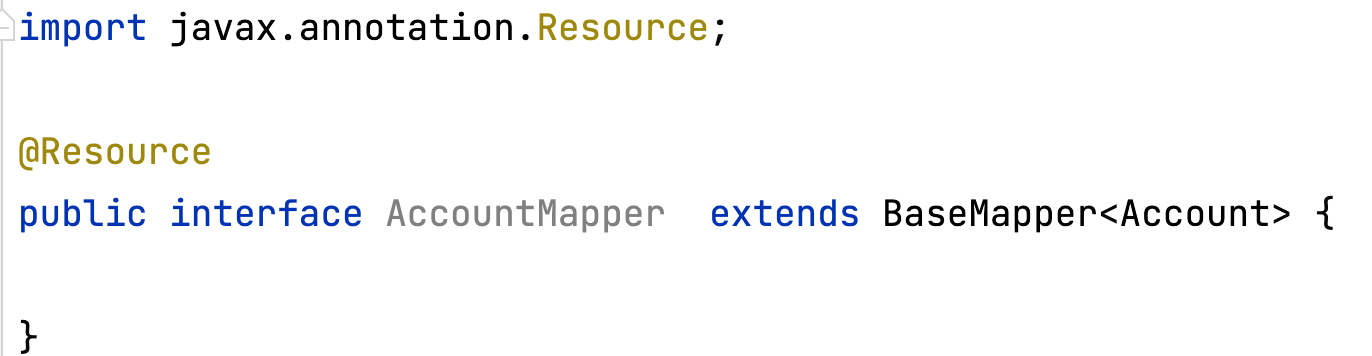 import javax.annotation.Resource;
@Resource
public interface AccountMapper  extends BaseMapper<Account> {
}